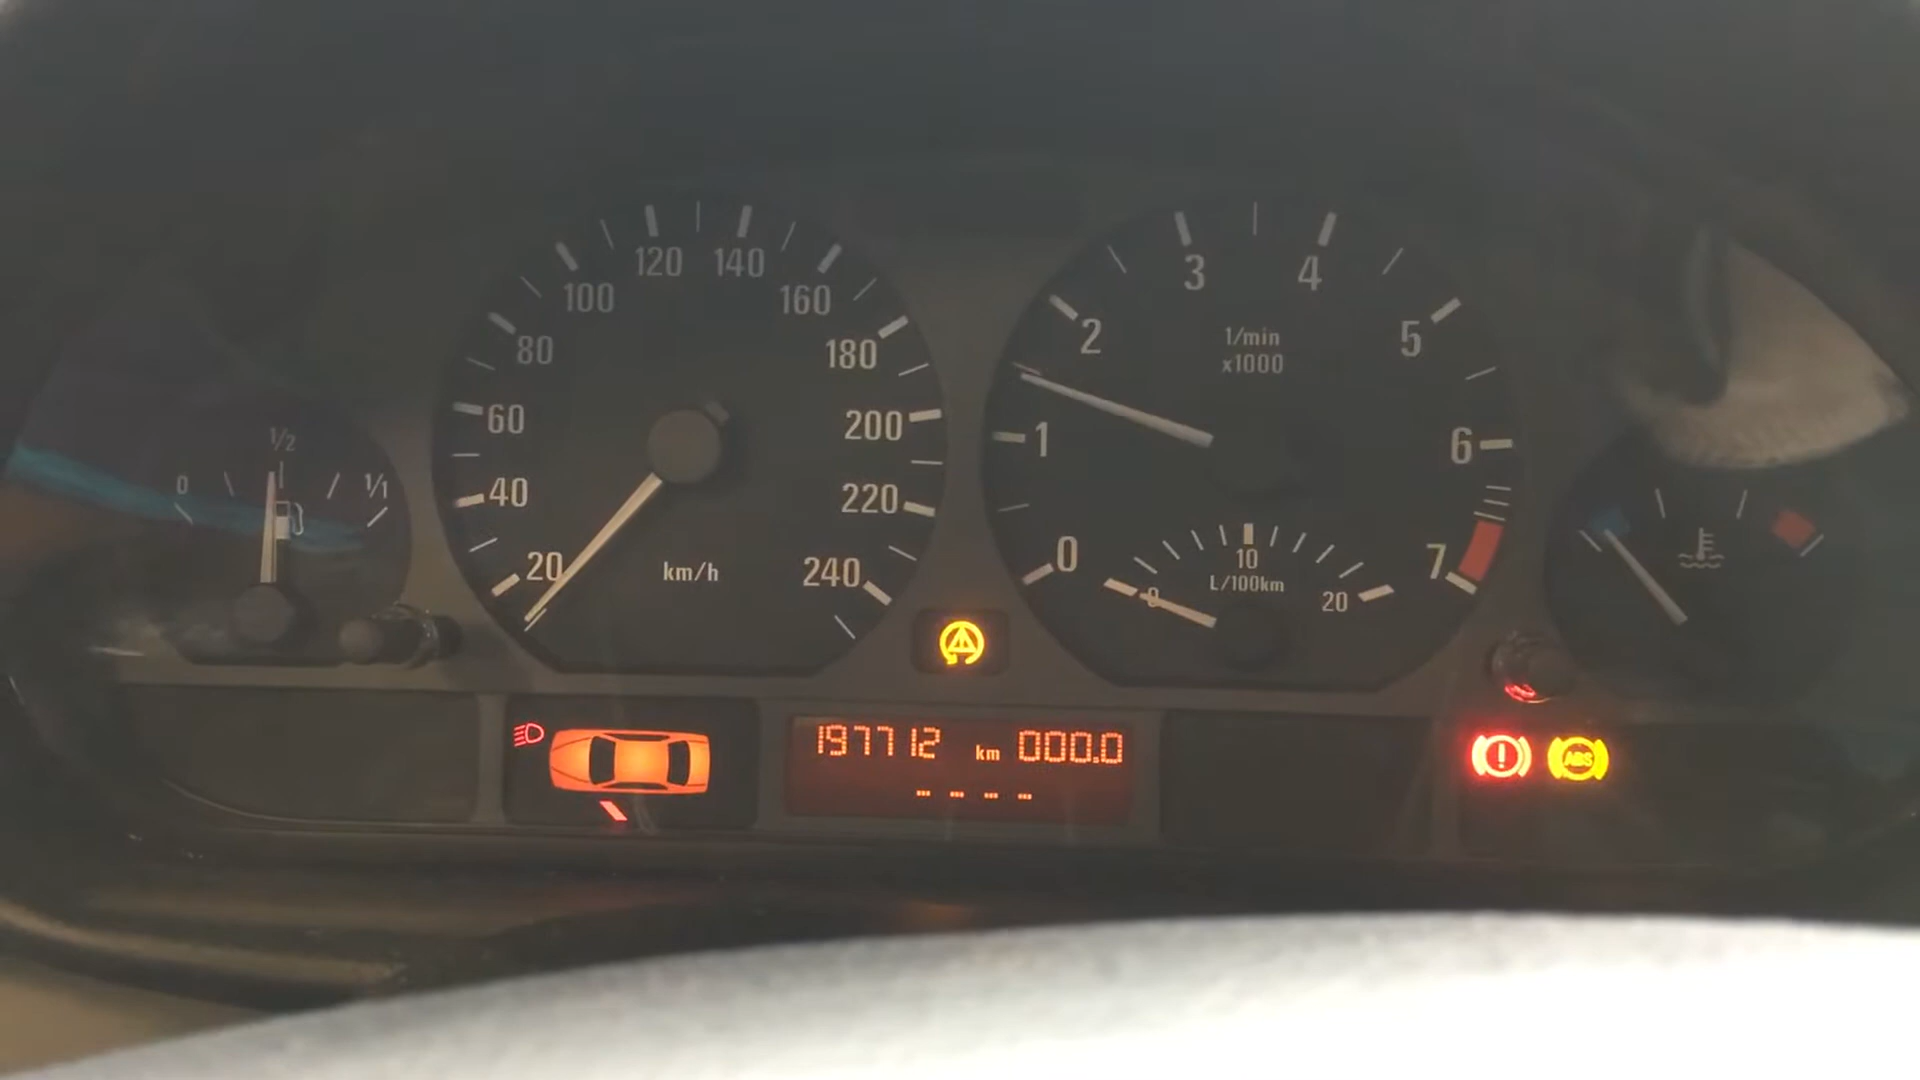 0 1/2 1/1
20 40 60 80 100 120 140 160 180 200 220 240
km/h
0 1 2 3 4 5 6 7
1/min
x1000
0 10 20
L/100km
197712 km 000.0
----
ABS